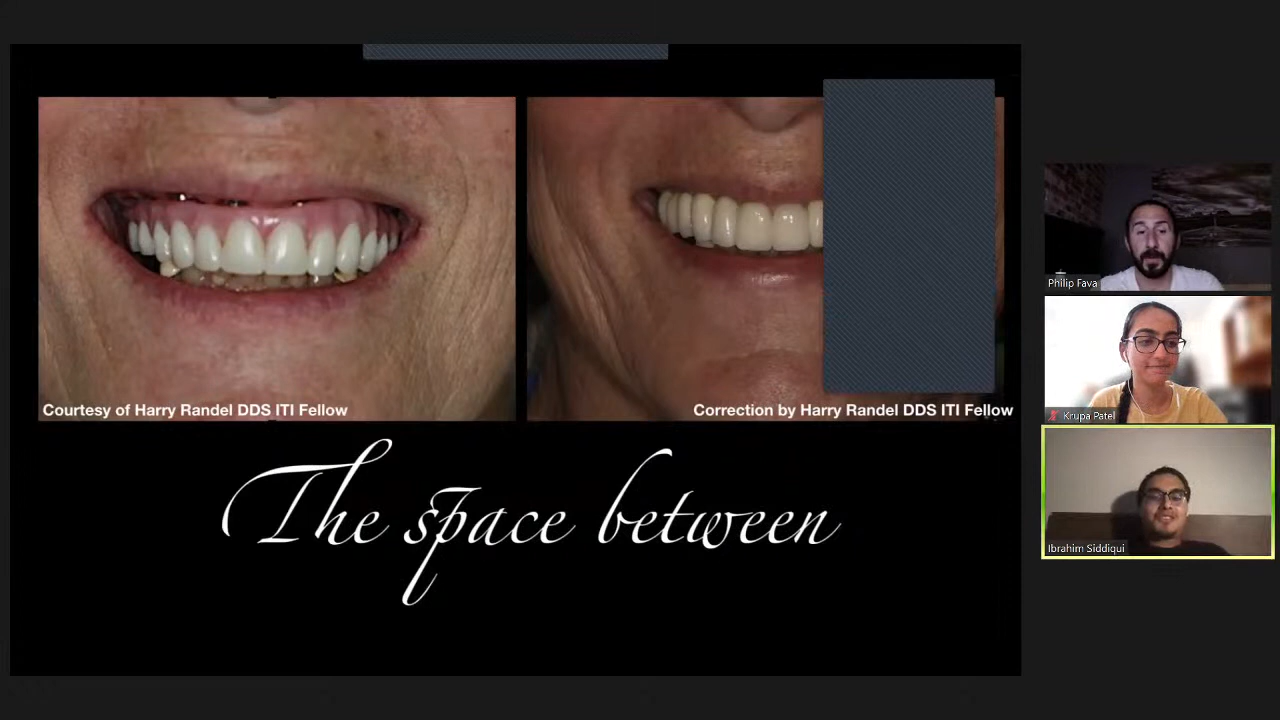 Courtesy of Harry Randel DDS ITI Fellow
Correction by Harry Randel DDS ITI Fellow
The space between
Philip Fava
Krupa Patel
Ibrahim Siddiqui